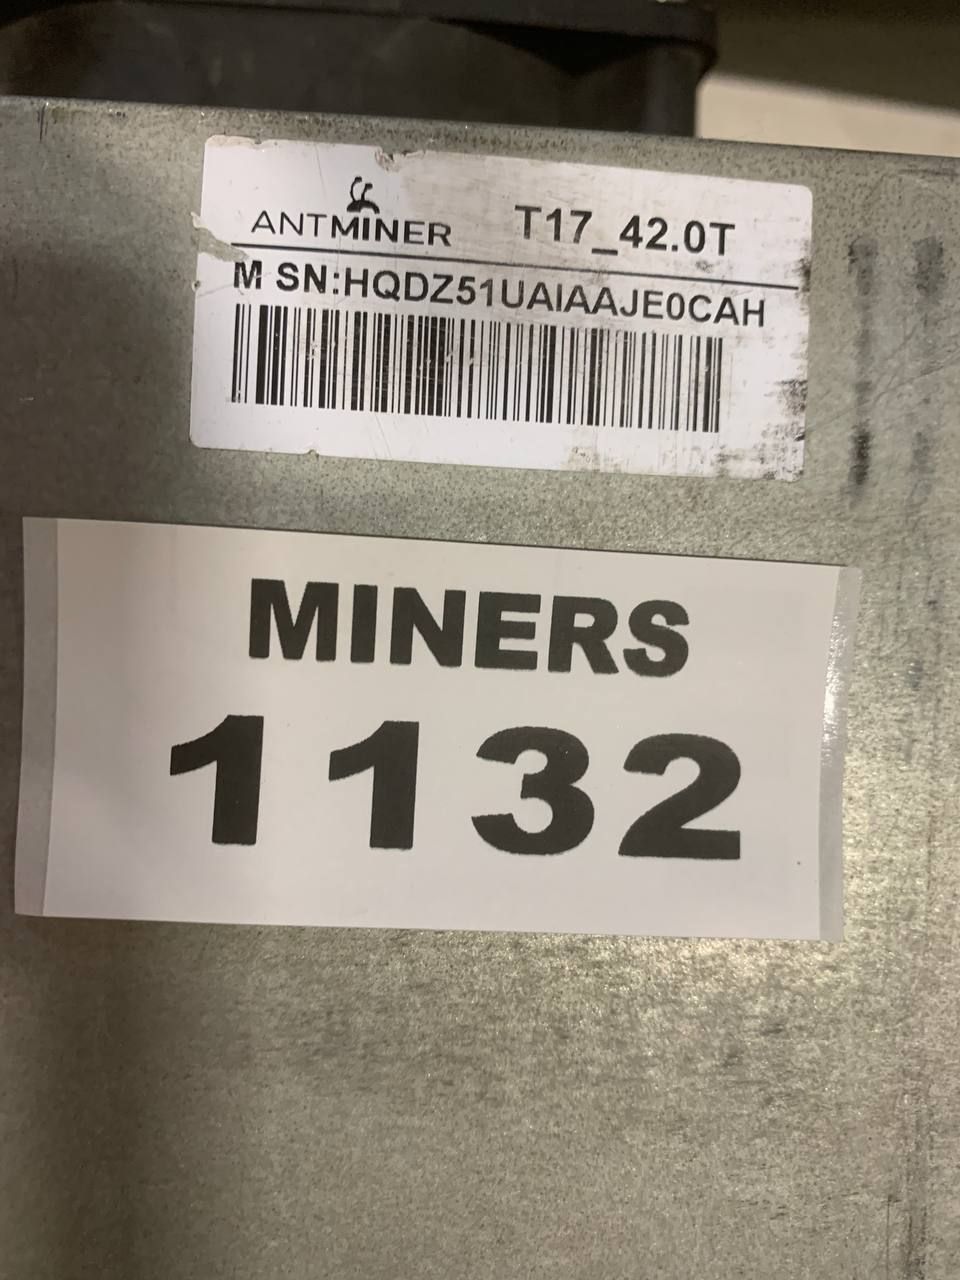 ANTMINER T17_42.0T
M SN:HQDZ51UAIAAJE0CAH
MINERS
1132